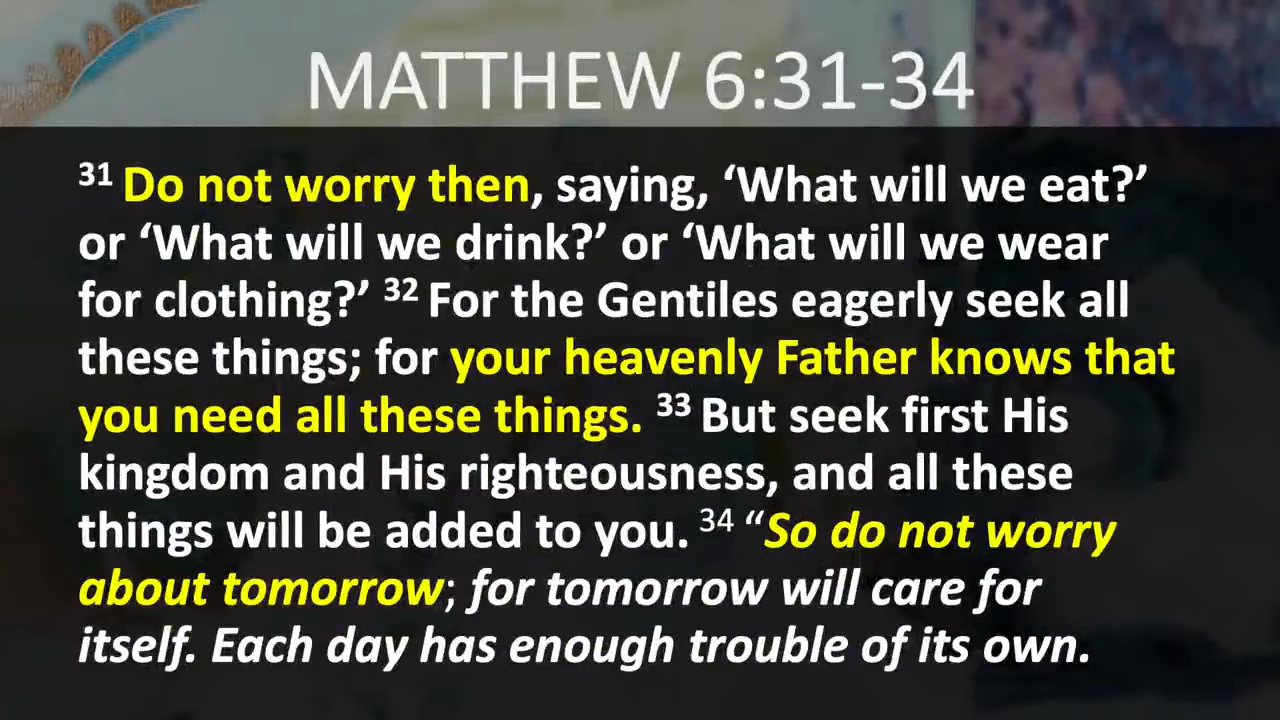 MATTHEW 6:31-34
31 Do not worry then, saying, ‘What will we eat?’
or ‘What will we drink?’ or ‘What will we wear
for clothing?’ 32 For the Gentiles eagerly seek all
these things; for your heavenly Father knows that
you need all these things. 33 But seek first His
kingdom and His righteousness, and all these
things will be added to you. 34 “So do not worry
about tomorrow; for tomorrow will care for
itself. Each day has enough trouble of its own.